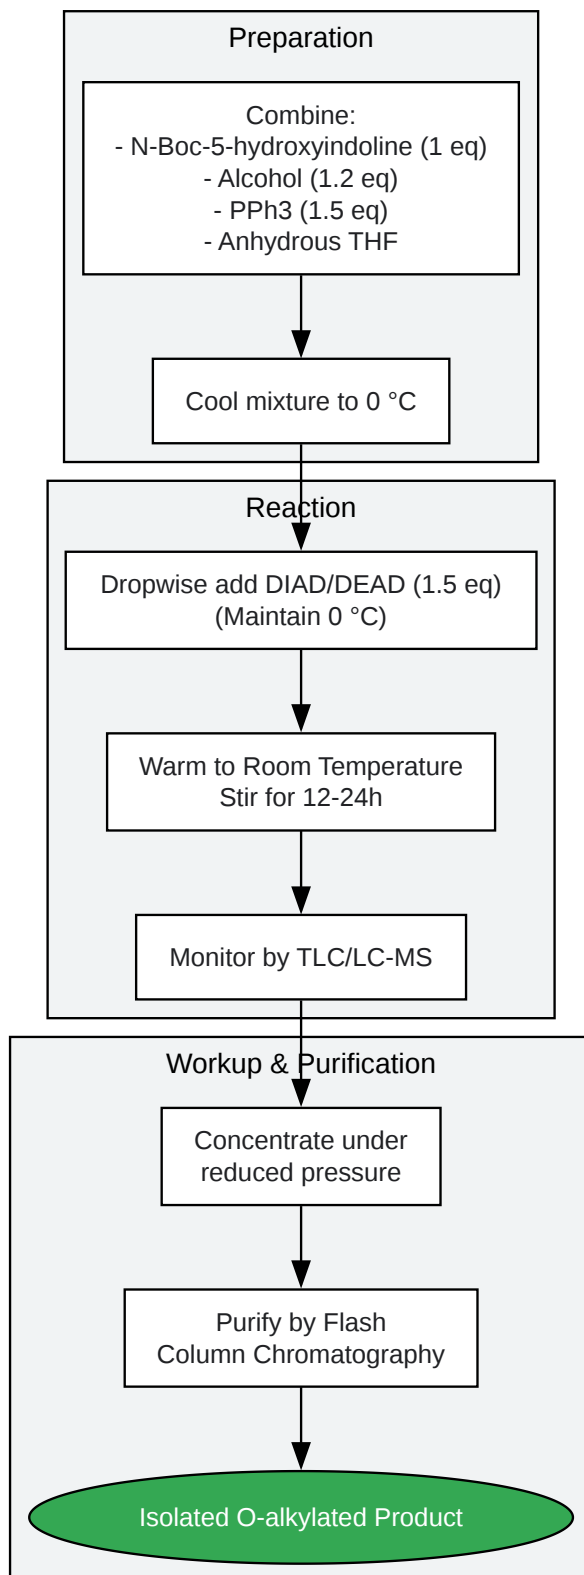 Preparation
Combine:
- N-Boc-5-hydroxyindoline (1 eq)
- Alcohol (1.2 eq)
- PPh3 (1.5 eq)
- Anhydrous THF
Cool mixture to 0 °C
Reaction
Dropwise add DIAD/DEAD (1.5 eq)
(Maintain 0 °C)
Warm to Room Temperature
Stir for 12-24h
Monitor by TLC/LC-MS
Workup & Purification
Concentrate under
reduced pressure
Purify by Flash
Column Chromatography
Isolated O-alkylated Product